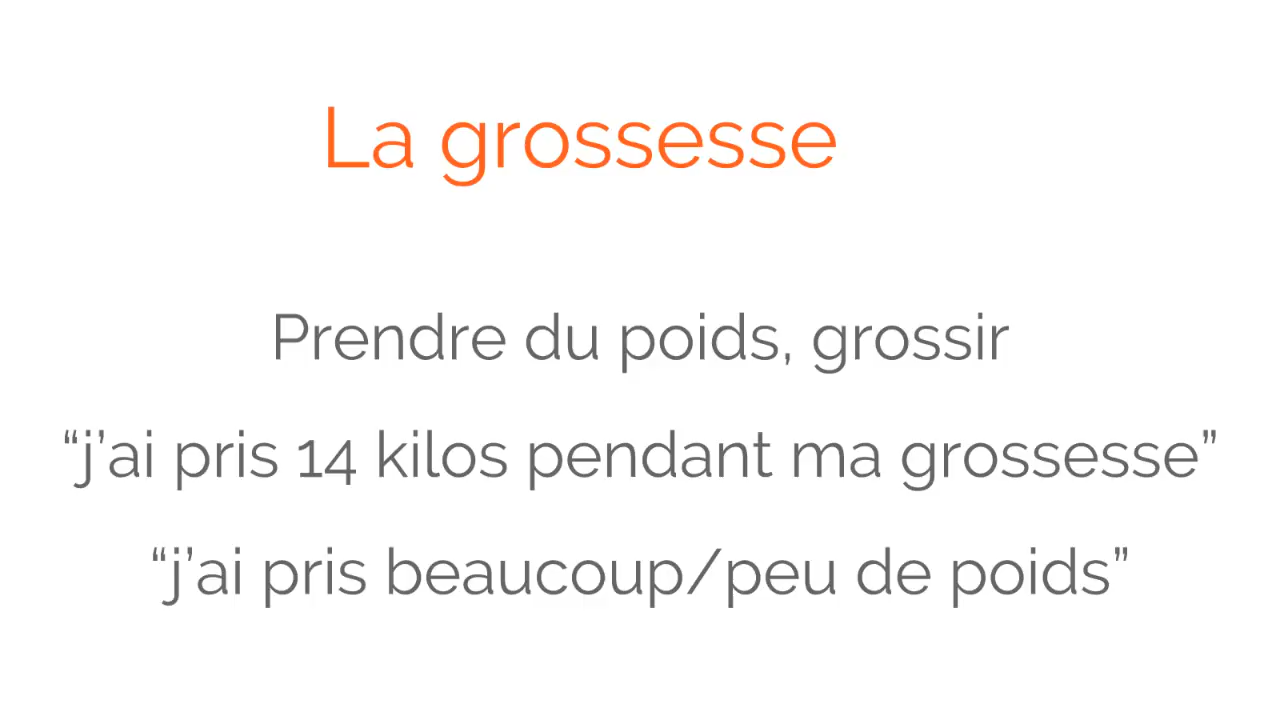 La grossesse
Prendre du poids, grossir
“j’ai pris 14 kilos pendant ma grossesse”
“j’ai pris beaucoup/peu de poids”